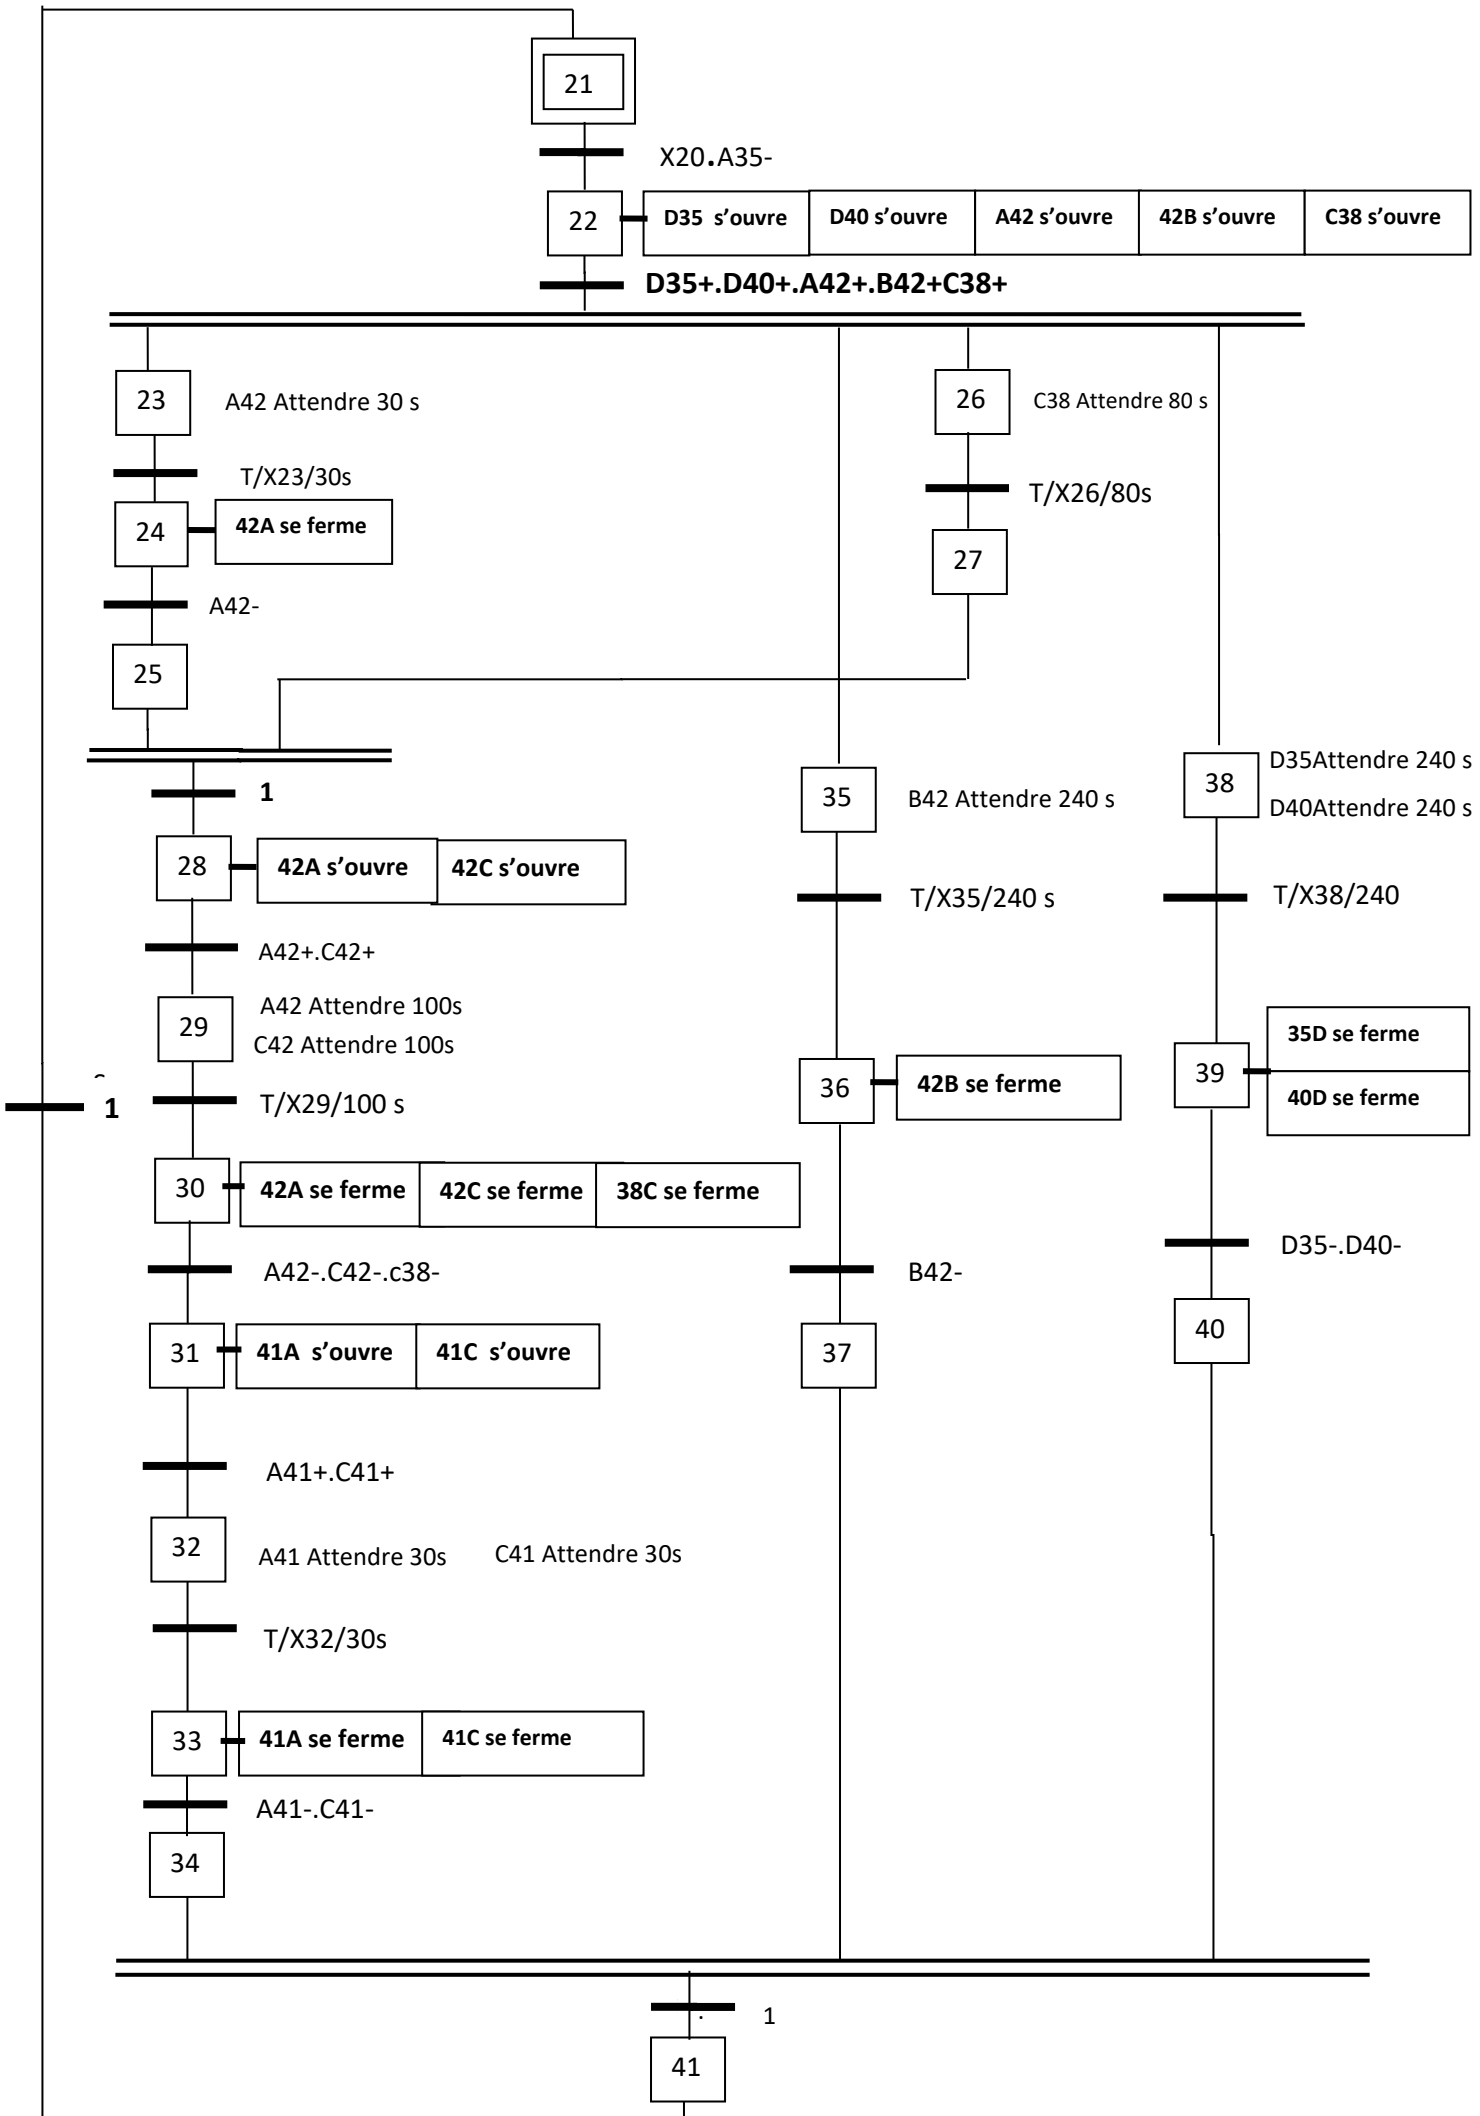 21
X20.A35-
22
D35 s’ouvre D40 s’ouvre A42 s’ouvre 42B s’ouvre C38 s’ouvre
D35+.D40+.A42+.B42+C38+
23 A42 Attendre 30 s 26 C38 Attendre 80 s
T/X23/30s T/X26/80s
24 42A se ferme 27
A42-
25
D35Attendre 240 s
38
35 B42 Attendre 240 s D40Attendre 240 s
1
28 42A s’ouvre 42C s’ouvre
T/X35/240 s T/X38/240
A42+.C42+
A42 Attendre 100s
29
C42 Attendre 100s
35D se ferme
39
36 42B se ferme
40D se ferme
1 T/X29/100 s
30 42A se ferme 42C se ferme 38C se ferme
D35-.D40-
A42-.C42-.c38- B42-
40
31 41A s’ouvre 41C s’ouvre 37
A41+.C41+
32 A41 Attendre 30s C41 Attendre 30s
T/X32/30s
33 41A se ferme 41C se ferme
A41-.C41-
34
1
41